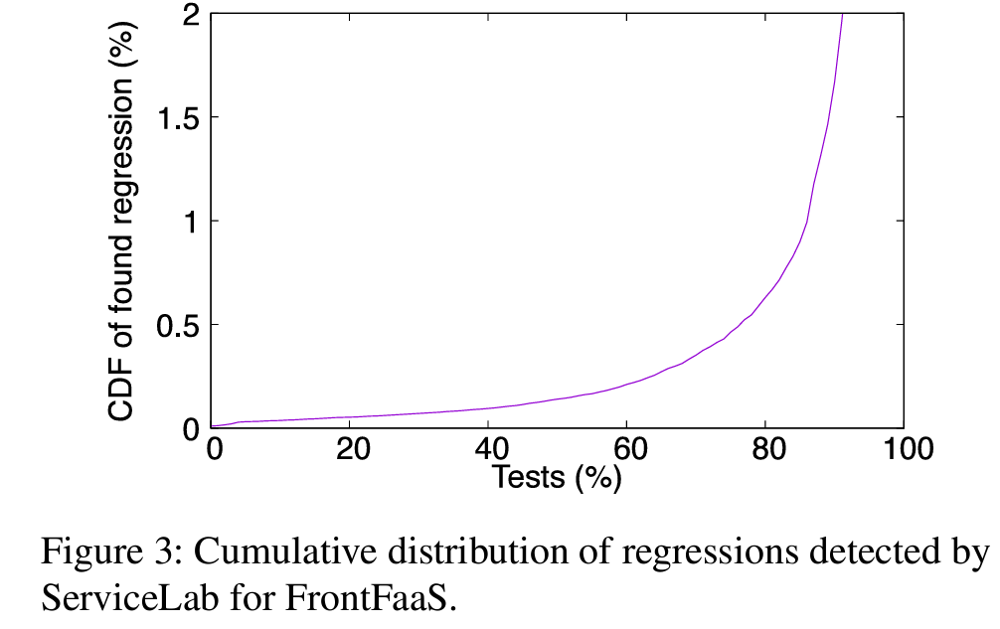 2
1.5
1
0.5
0
CDF of found regression (%)
0 20 40 60 80 100
Tests (%)
Figure 3: Cumulative distribution of regressions detected by
ServiceLab for FrontFaaS.